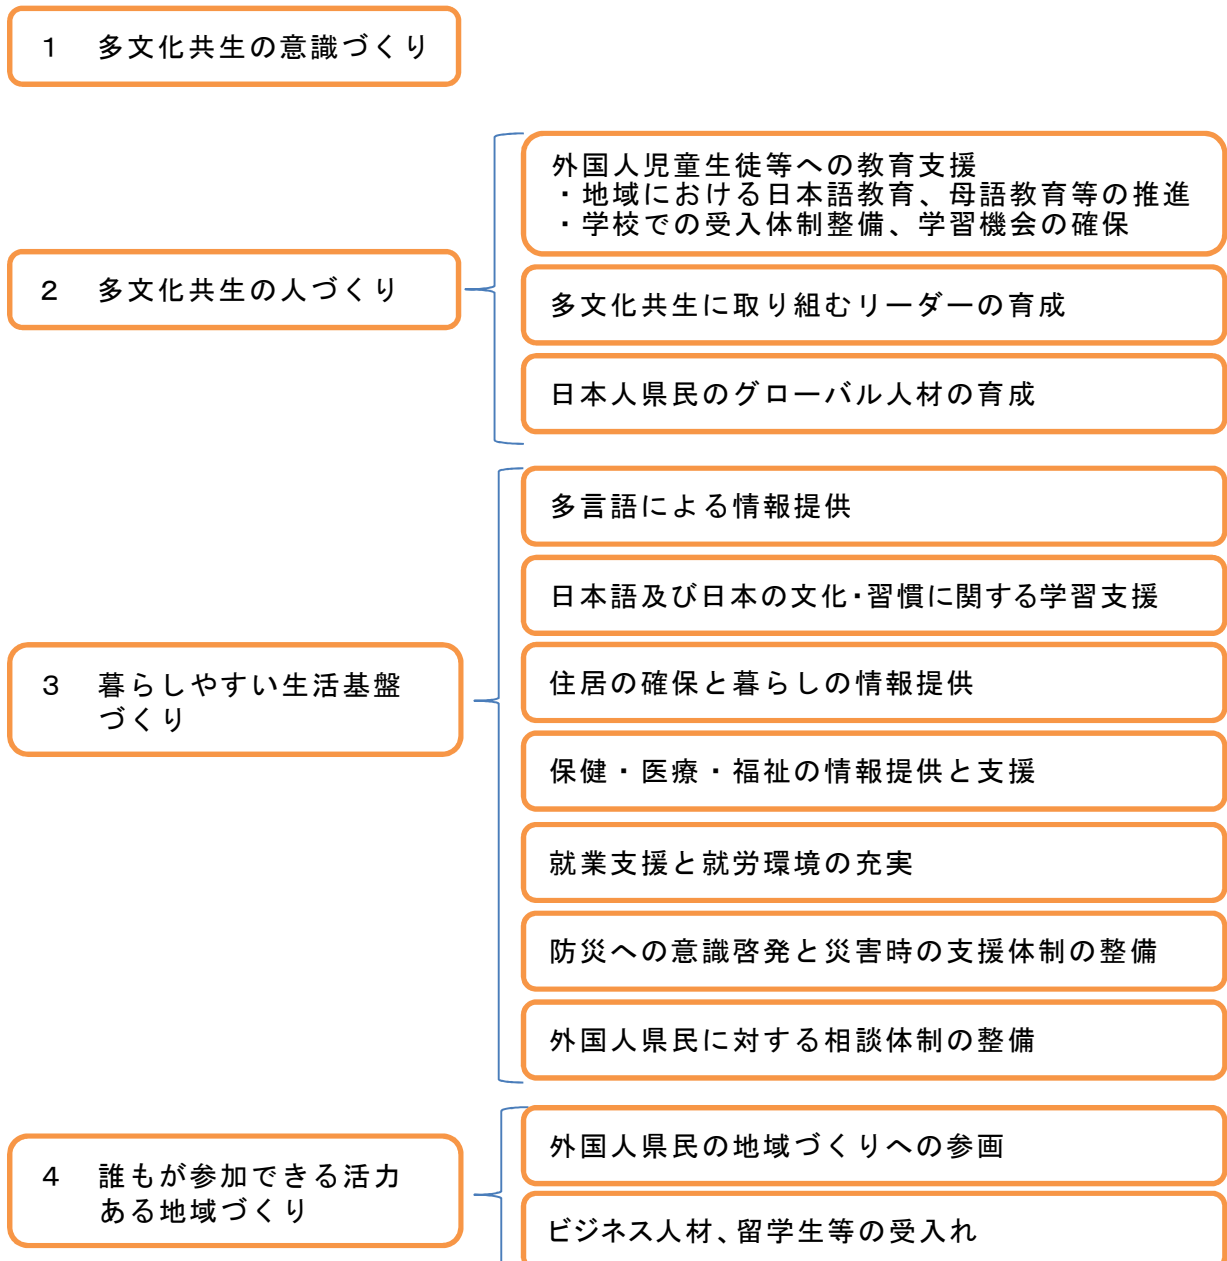 １　多文化共生の意識づくり
外国人児童生徒等への教育支援
・地域における日本語教育、母語教育等の推進
・学校での受入体制整備、学習機会の確保
２　多文化共生の人づくり
多文化共生に取り組むリーダーの育成
日本人県民のグローバル人材の育成
多言語による情報提供
日本語及び日本の文化・習慣に関する学習支援
３　暮らしやすい生活基盤
づくり
住居の確保と暮らしの情報提供
保健・医療・福祉の情報提供と支援
就業支援と就労環境の充実
防災への意識啓発と災害時の支援体制の整備
外国人県民に対する相談体制の整備
４　誰もが参加できる活力
ある地域づくり
外国人県民の地域づくりへの参画
ビジネス人材、留学生等の受入れ